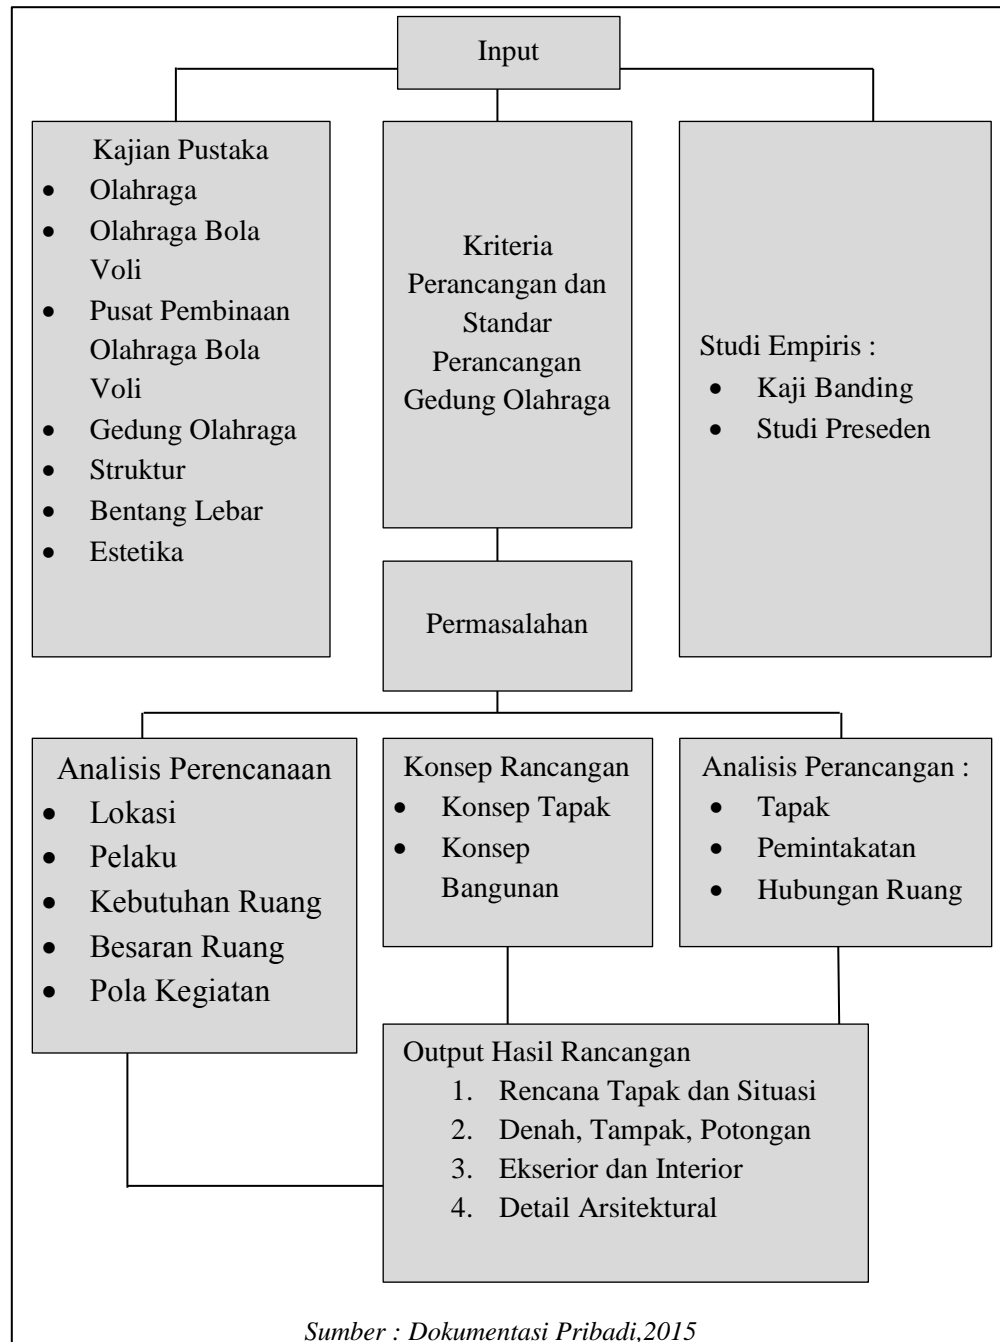 Input
Kajian Pustaka
• Olahraga
• Olahraga Bola
Voli
• Pusat Pembinaan
Olahraga Bola
Voli
• Gedung Olahraga
• Struktur
• Bentang Lebar
• Estetika
Kriteria
Perancangan dan
Standar
Perancangan
Gedung Olahraga
Studi Empiris :
• Kaji Banding
• Studi Preseden
Permasalahan
Analisis Perencanaan
• Lokasi
• Pelaku
• Kebutuhan Ruang
• Besaran Ruang
• Pola Kegiatan
Konsep Rancangan
• Konsep Tapak
• Konsep
Bangunan
Analisis Perancangan :
• Tapak
• Pemintakatan
• Hubungan Ruang
Output Hasil Rancangan
1. Rencana Tapak dan Situasi
2. Denah, Tampak, Potongan
3. Ekserior dan Interior
4. Detail Arsitektural
Sumber : Dokumentasi Pribadi,2015